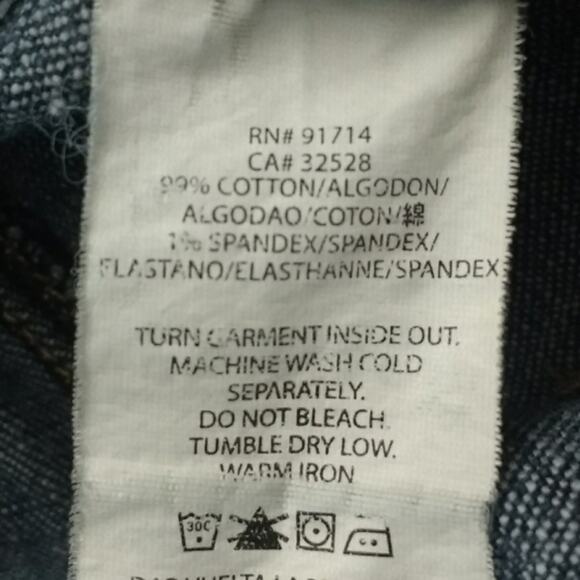 RN# 91714
CA# 32528
99% COTTON/ALGODON/
ALGODAO/COTON/綿
1% SPANDEX/SPANDEX/
ELASTANO/ELASTHANNE/SPANDEX
TURN GARMENT INSIDE OUT.
MACHINE WASH COLD
SEPARATELY.
DO NOT BLEACH.
TUMBLE DRY LOW.
WARM IRON
30C